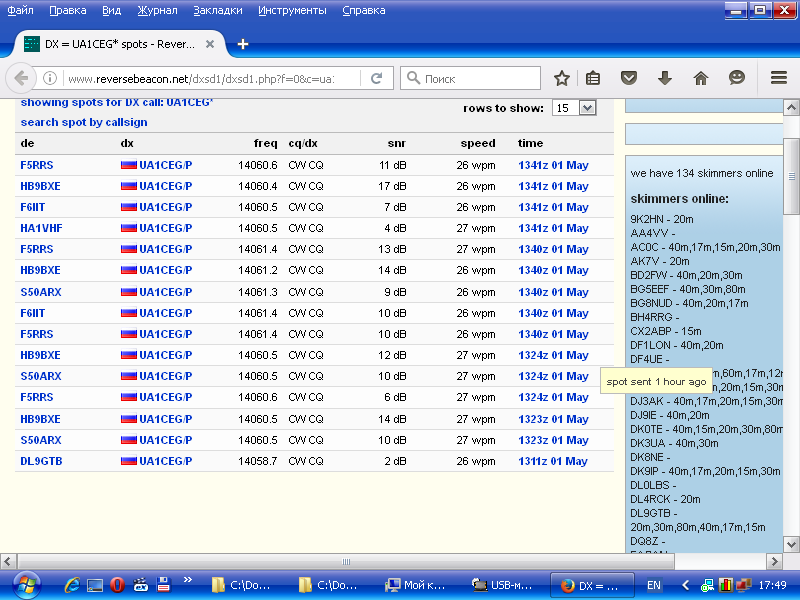 Файл Правка Вид Журнал Закладки Инструменты Справка
DX = UA1CEG* spots - Rever...
www.reversebeacon.net/dxsd1/dxsd1.php?f=0&c=ua
Поиск
showing spots for DX call: UA1CEG*
rows to show: 15
search spot by callsign
de dx freq cq/dx snr speed time
F5RRS UA1CEG/P 14060.6 CW CQ 11 dB 26 wpm 1341z 01 May
HB9BXE UA1CEG/P 14060.4 CW CQ 17 dB 26 wpm 1341z 01 May
F6IIT UA1CEG/P 14060.5 CW CQ 7 dB 26 wpm 1341z 01 May
HA1VHF UA1CEG/P 14060.5 CW CQ 4 dB 27 wpm 1341z 01 May
F5RRS UA1CEG/P 14061.4 CW CQ 13 dB 27 wpm 1340z 01 May
HB9BXE UA1CEG/P 14061.2 CW CQ 14 dB 26 wpm 1340z 01 May
S50ARX UA1CEG/P 14061.3 CW CQ 9 dB 26 wpm 1340z 01 May
F6IIT UA1CEG/P 14061.4 CW CQ 10 dB 26 wpm 1340z 01 May
F5RRS UA1CEG/P 14061.4 CW CQ 10 dB 27 wpm 1340z 01 May
HB9BXE UA1CEG/P 14060.5 CW CQ 12 dB 27 wpm 1324z 01 May
S50ARX UA1CEG/P 14060.5 CW CQ 10 dB 27 wpm 1324z 01 May
F5RRS UA1CEG/P 14060.6 CW CQ 6 dB 27 wpm 1324z 01 May
HB9BXE UA1CEG/P 14060.5 CW CQ 14 dB 27 wpm 1323z 01 May
S50ARX UA1CEG/P 14060.5 CW CQ 10 dB 27 wpm 1323z 01 May
DL9GTB UA1CEG/P 14058.7 CW CQ 2 dB 26 wpm 1311z 01 May
we have 134 skimmers online
skimmers online:
9K2HN - 20m
AA4VV -
AC0C - 40m,17m,15m,20m,30m
AK7V - 20m
BD2FW - 40m,20m,30m
BG5EEF - 40m,30m,80m
BG8NUD - 40m,20m,17m
BH4RRG -
CX2ABP - 15m
DF1LON - 40m,20m
DF4UE -
,60m,17m,12m
spot sent 1 hour ago
,20m,15m,30m
DJ3AK - 40m,17m,20m,15m,30m
DJ9IE - 40m,20m
DK0TE - 40m,15m,20m,30m,80m
DK3UA - 40m,30m
DK8NE -
DK9IP - 40m,17m,20m,15m,30m
DL0LBS -
DL4RCK - 20m
DL9GTB -
20m,30m,80m,40m,17m,15m
DQ8Z -
C:\Do... C:\Do... Мой к... USB-м... DX = ... EN 17:49